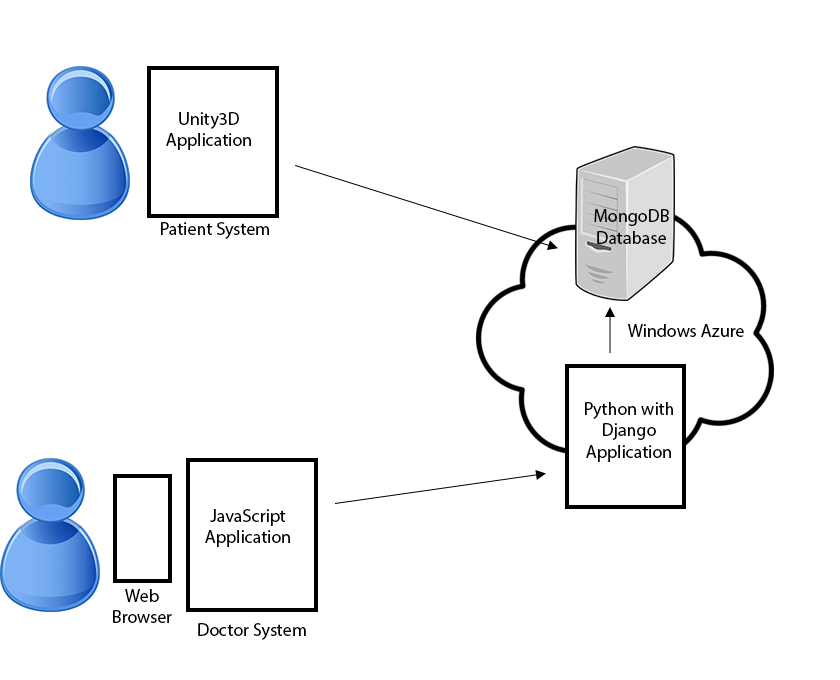 Unity3D
Application
Patient System
MongoDB
Database
Windows Azure
Python with
Django
Application
JavaScript
Application
Web
Browser
Doctor System